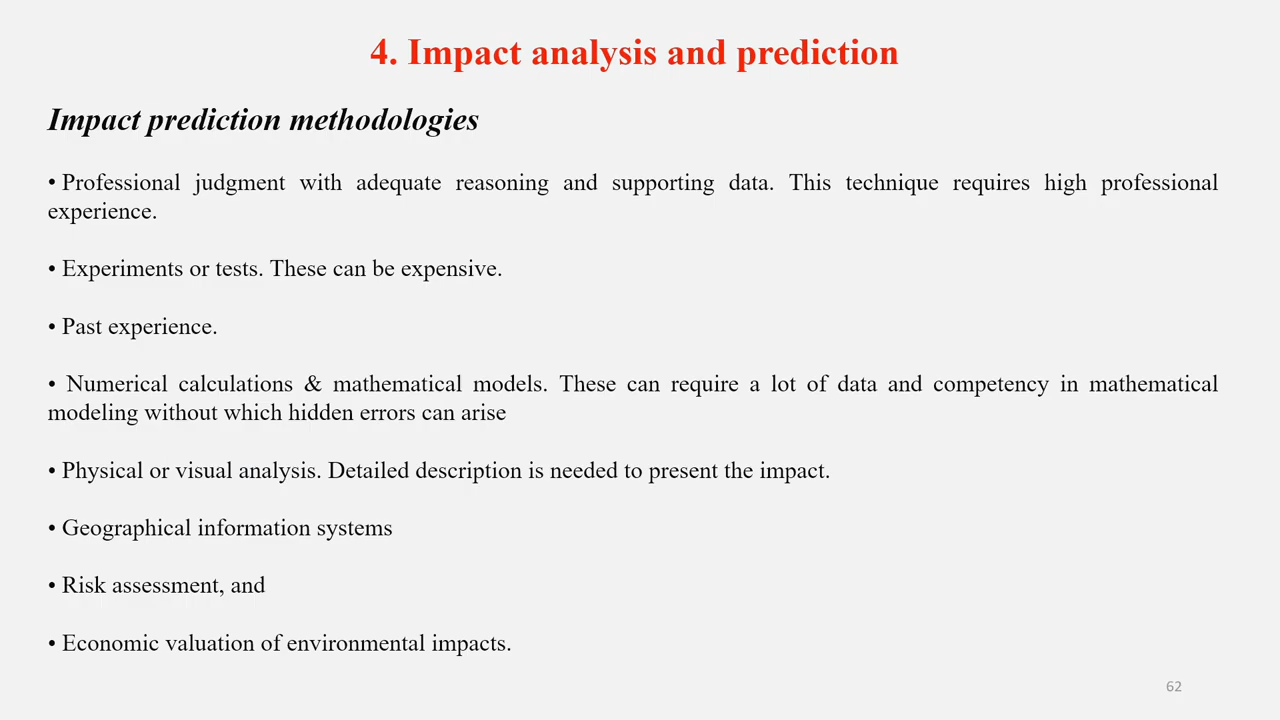 4. Impact analysis and prediction
Impact prediction methodologies
• Professional judgment with adequate reasoning and supporting data. This technique requires high professional
experience.
• Experiments or tests. These can be expensive.
• Past experience.
• Numerical calculations & mathematical models. These can require a lot of data and competency in mathematical
modeling without which hidden errors can arise
• Physical or visual analysis. Detailed description is needed to present the impact.
• Geographical information systems
• Risk assessment, and
• Economic valuation of environmental impacts.
62